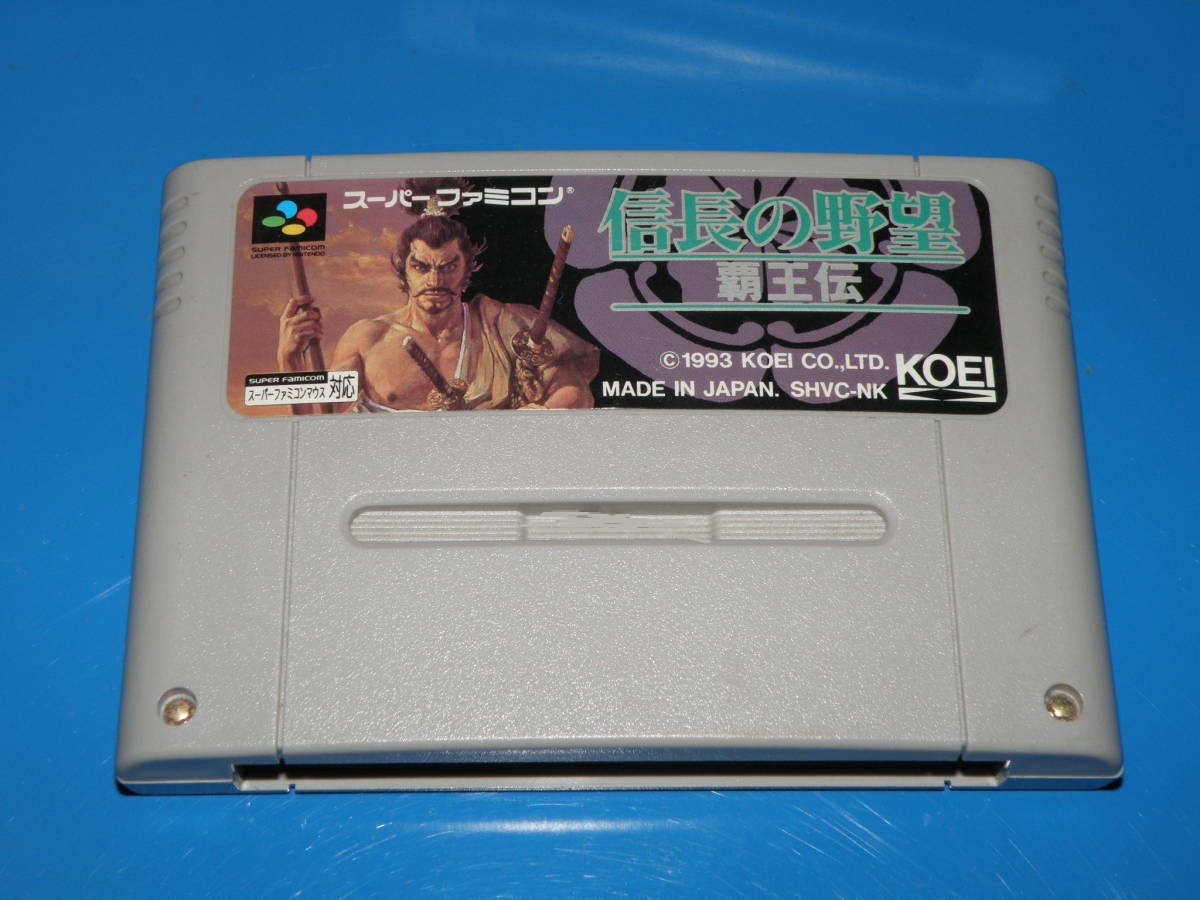 スーパーファミコン®
SUPER FAMICOM
LICENSED BY NINTENDO
信長の野望
覇王伝
© 1993 KOEI CO.,LTD.
MADE IN JAPAN. SHVC-NK
KOEI
SUPER FAMICOM
スーパーファミコンマウス 対応